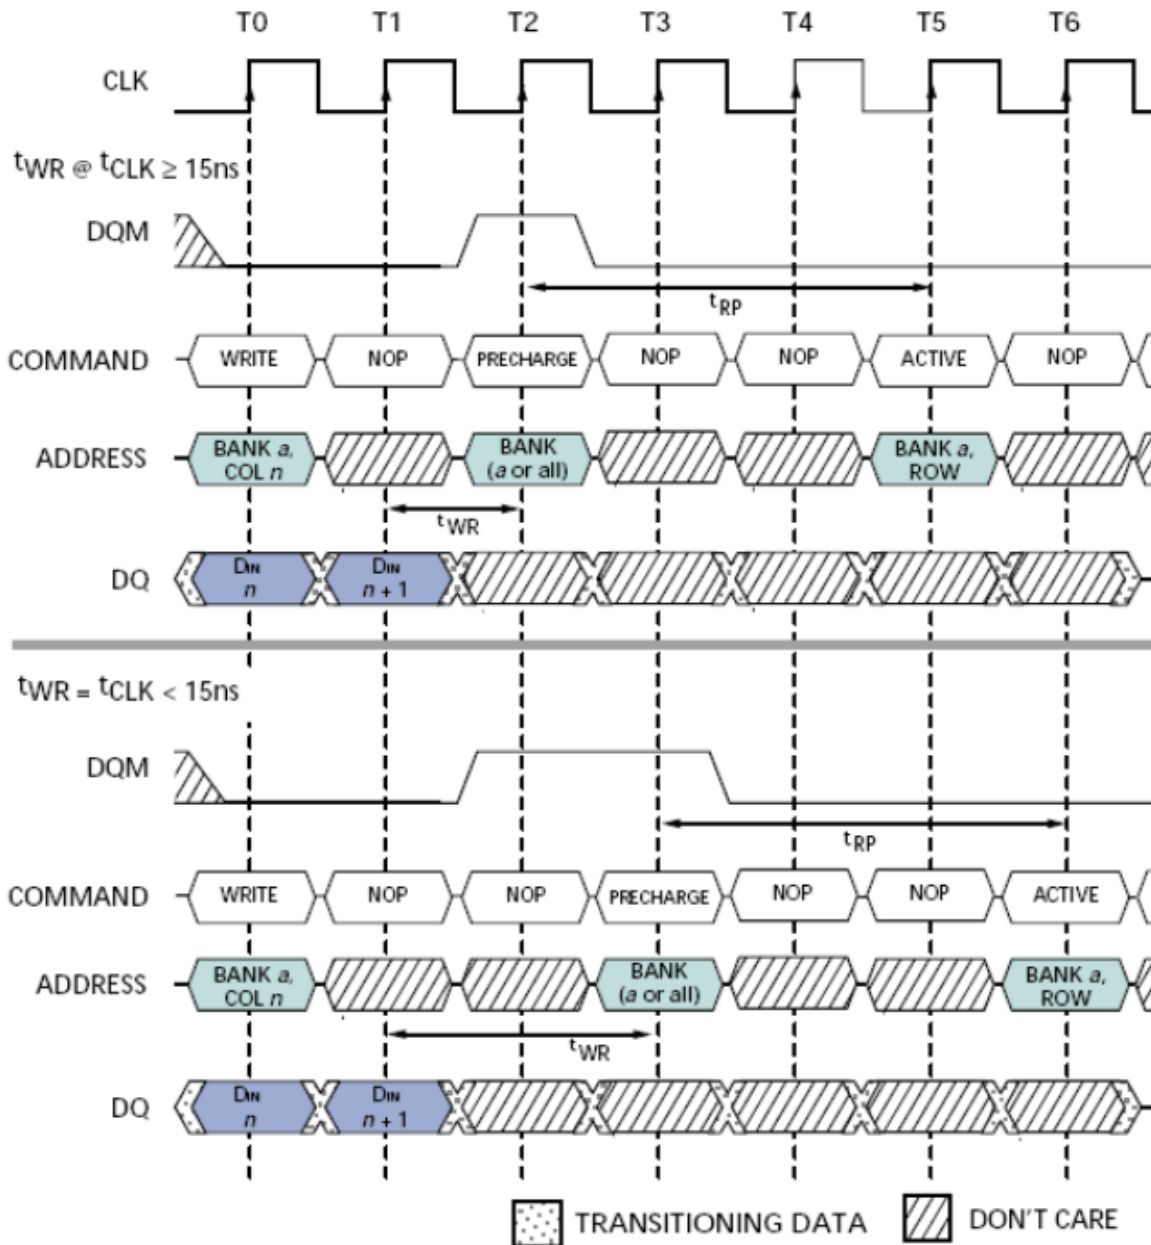 T0 T1 T2 T3 T4 T5 T6
CLK
tWR @ tCLK ≥ 15ns
DQM
tRP
COMMAND WRITE NOP PRECHARGE NOP NOP ACTIVE NOP
ADDRESS BANK a, COL n BANK (a or all) BANK a, ROW
tWR
DQ DIN n DIN n + 1
tWR = tCLK < 15ns
DQM
tRP
COMMAND WRITE NOP NOP PRECHARGE NOP NOP ACTIVE
ADDRESS BANK a, COL n BANK (a or all) BANK a, ROW
tWR
DQ DIN n DIN n + 1
TRANSITIONING DATA DON'T CARE